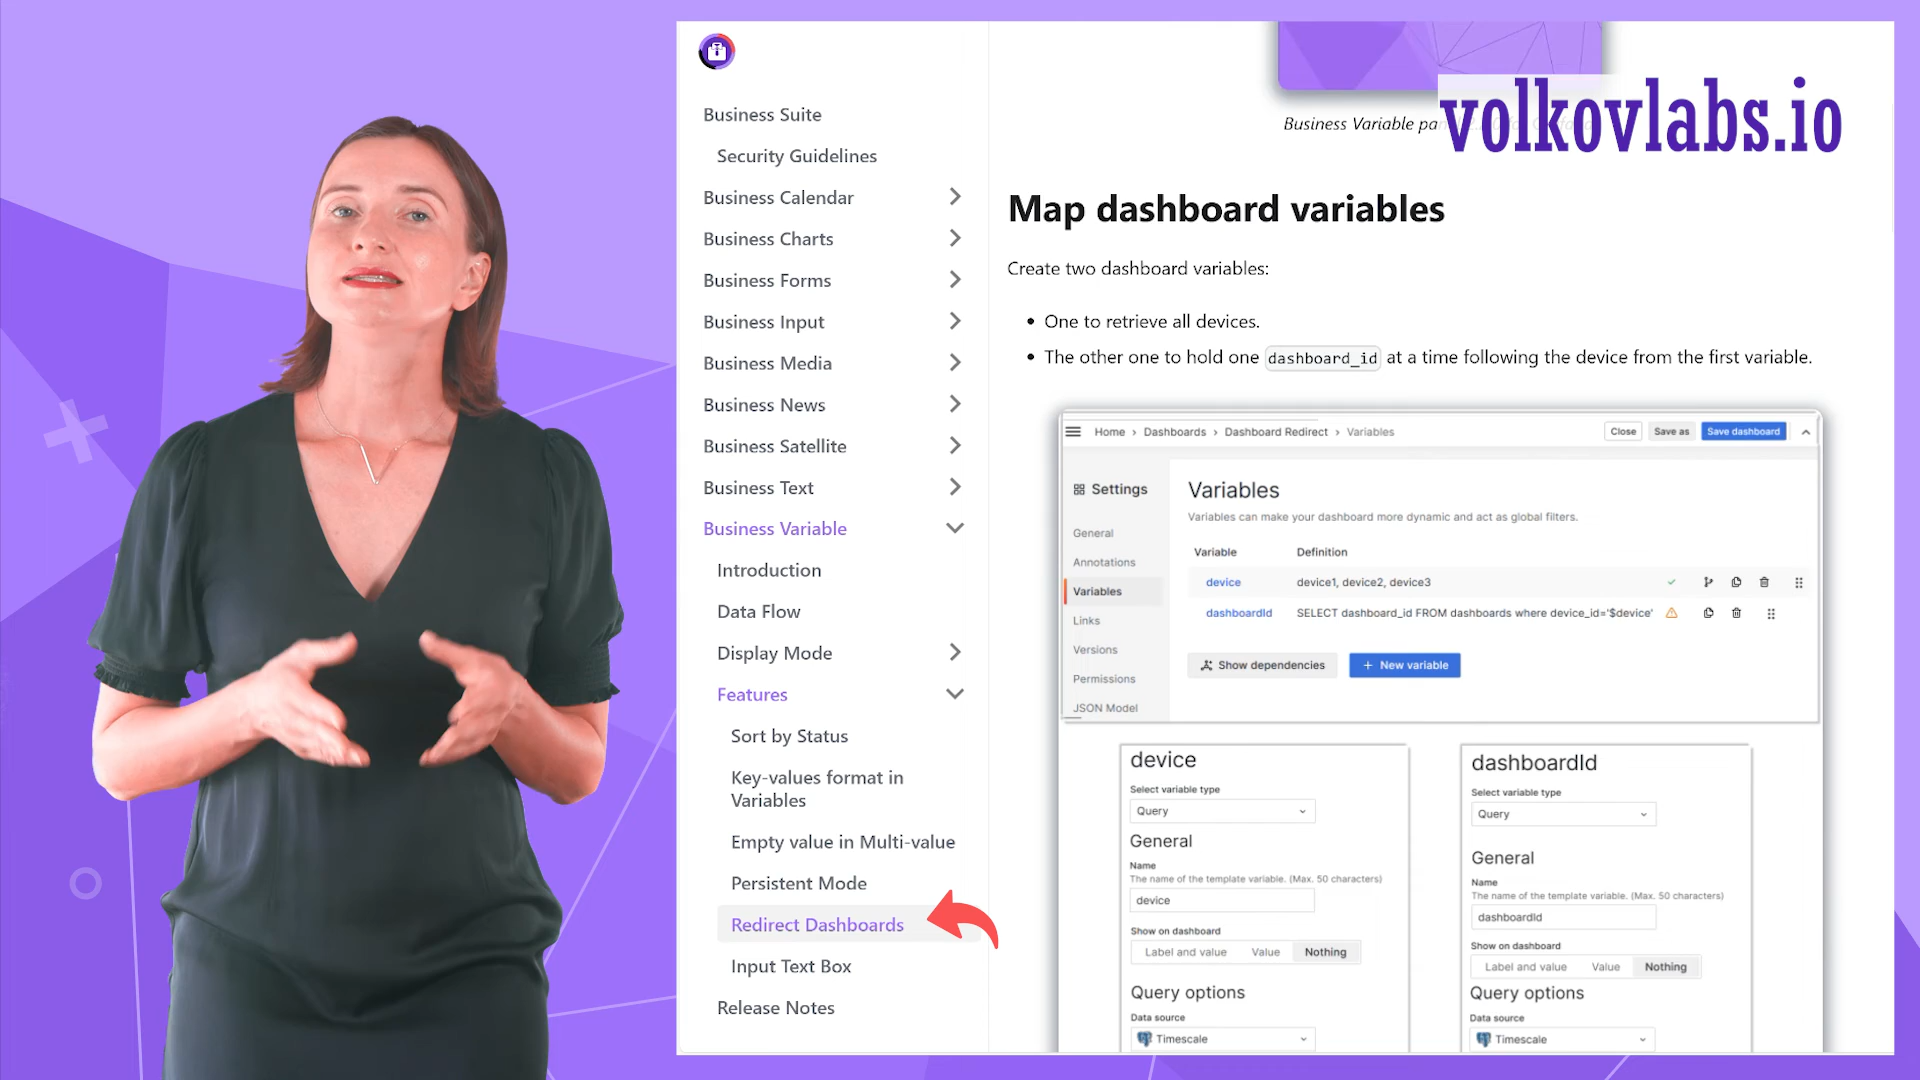 Business Suite
Security Guidelines
Business Calendar
Business Charts
Business Forms
Business Input
Business Media
Business News
Business Satellite
Business Text
Business Variable
Introduction
Data Flow
Display Mode
Features
Sort by Status
Key-values format in
Variables
Empty value in Multi-value
Persistent Mode
Redirect Dashboards
Input Text Box
Release Notes
volkovlabs.io
Business Variable
Map dashboard variables
Create two dashboard variables:
• One to retrieve all devices.
• The other one to hold one dashboard_id at a time following the device from the first variable.
Home > Dashboards > Dashboard Redirect > Variables
Close Save as Save dashboard
Settings
General
Annotations
Variables
Links
Versions
Permissions
JSON Model
Variables
Variables can make your dashboard more dynamic and act as global filters.
Variable Definition
device device1, device2, device3
dashboardId SELECT dashboard_id FROM dashboards where device_id='$device'
Show dependencies + New variable
device
Select variable type
Query
General
Name
The name of the template variable. (Max. 50 characters)
device
Show on dashboard
Label and value Value Nothing
Query options
Data source
Timescale
dashboardId
Select variable type
Query
General
Name
The name of the template variable. (Max. 50 characters)
dashboardId
Show on dashboard
Label and value Value Nothing
Query options
Data source
Timescale